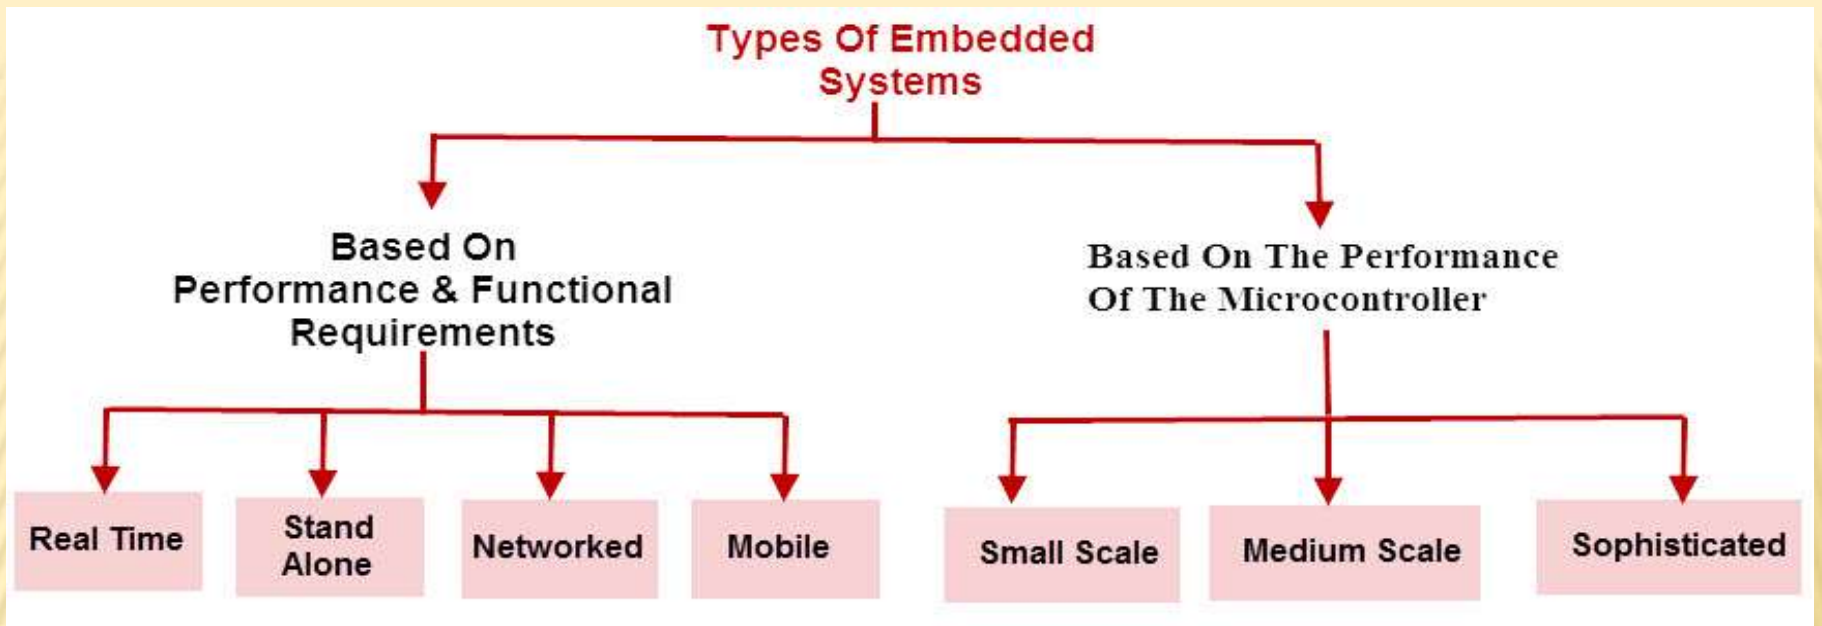 Types Of Embedded
Systems
Based On
Performance & Functional
Requirements
Based On The Performance
Of The Microcontroller
Real Time
Stand
Alone
Networked
Mobile
Small Scale
Medium Scale
Sophisticated